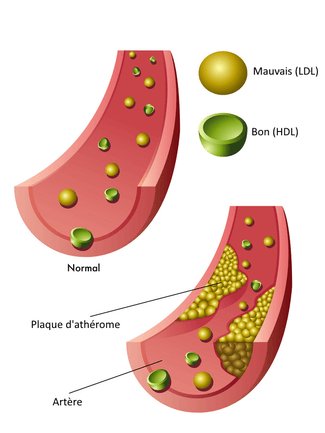 Mauvais (LDL)
Bon (HDL)
Normal
Plaque d'athérome
Artère